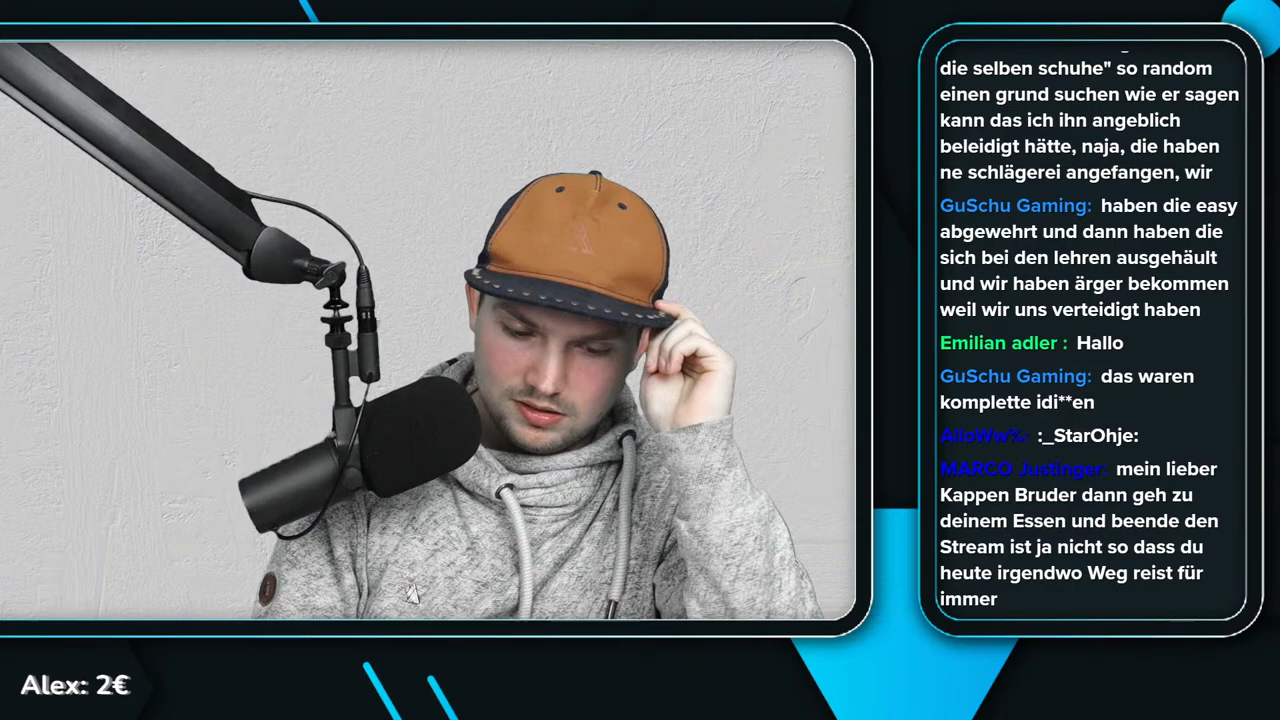 die selben schuhe" so random
einen grund suchen wie er sagen
kann das ich ihn angeblich
beleidigt hätte, naja, die haben
ne schlägerei angefangen, wir
GuSchu Gaming: haben die easy
abgewehrt und dann haben die
sich bei den lehren ausgehäult
und wir haben ärger bekommen
weil wir uns verteidigt haben
Emilian adler : Hallo
GuSchu Gaming: das waren
komplette idi**en
AlloWw%: :_StarOhje:
MARCO Justinger: mein lieber
Kappen Bruder dann geh zu
deinem Essen und beende den
Stream ist ja nicht so dass du
heute irgendwo Weg reist für
immer
Alex: 2€